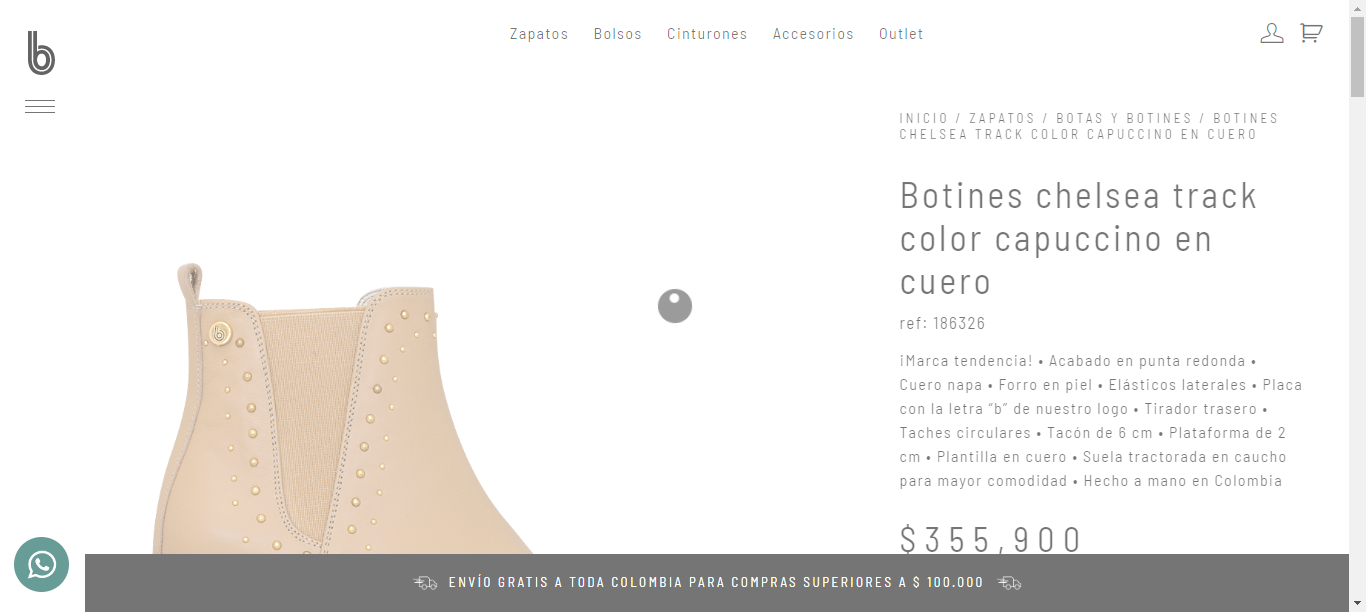 b
Zapatos Bolsos Cinturones Accesorios Outlet
INICIO / ZAPATOS / BOTAS Y BOTINES / BOTINES
CHELSEA TRACK COLOR CAPUCCINO EN CUERO
Botines chelsea track
color capuccino en
cuero
ref: 186326
¡Marca tendencia! • Acabado en punta redonda •
Cuero napa • Forro en piel • Elásticos laterales • Placa
con la letra “b” de nuestro logo • Tirador trasero •
Taches circulares • Tacón de 6 cm • Plataforma de 2
cm • Plantilla en cuero • Suela tractorada en caucho
para mayor comodidad • Hecho a mano en Colombia
$355,900
b
ENVÍO GRATIS A TODA COLOMBIA PARA COMPRAS SUPERIORES A $ 100.000